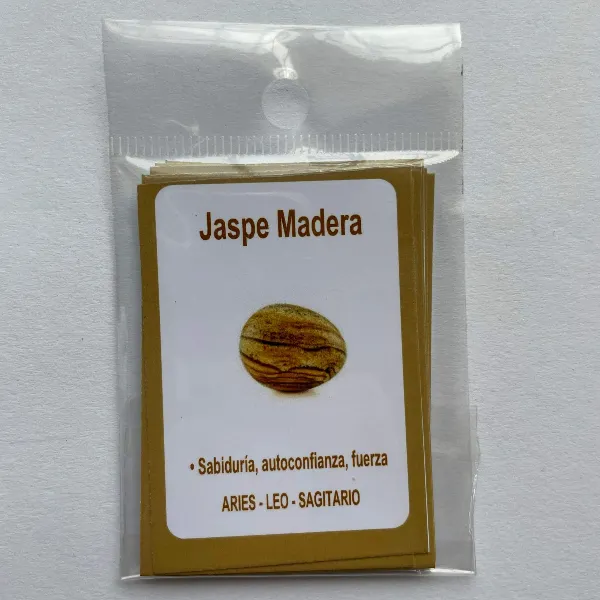 Jaspe Madera
• Sabiduría, autoconfianza, fuerza
ARIES - LEO - SAGITARIO